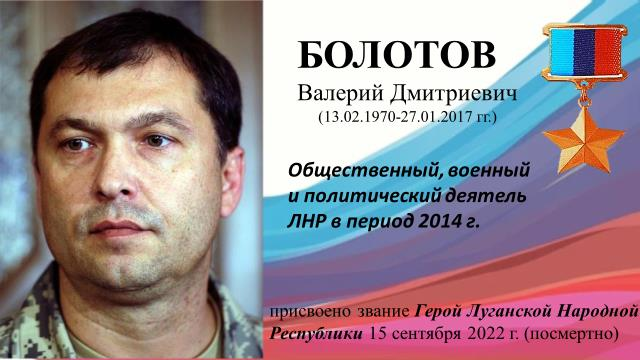 БОЛОТОВ
Валерий Дмитриевич
(13.02.1970-27.01.2017 гг.)
Общественный, военный
и политический деятель
ЛНР в период 2014 г.
присвоено звание Герой Луганской Народной
Республики 15 сентября 2022 г. (посмертно)